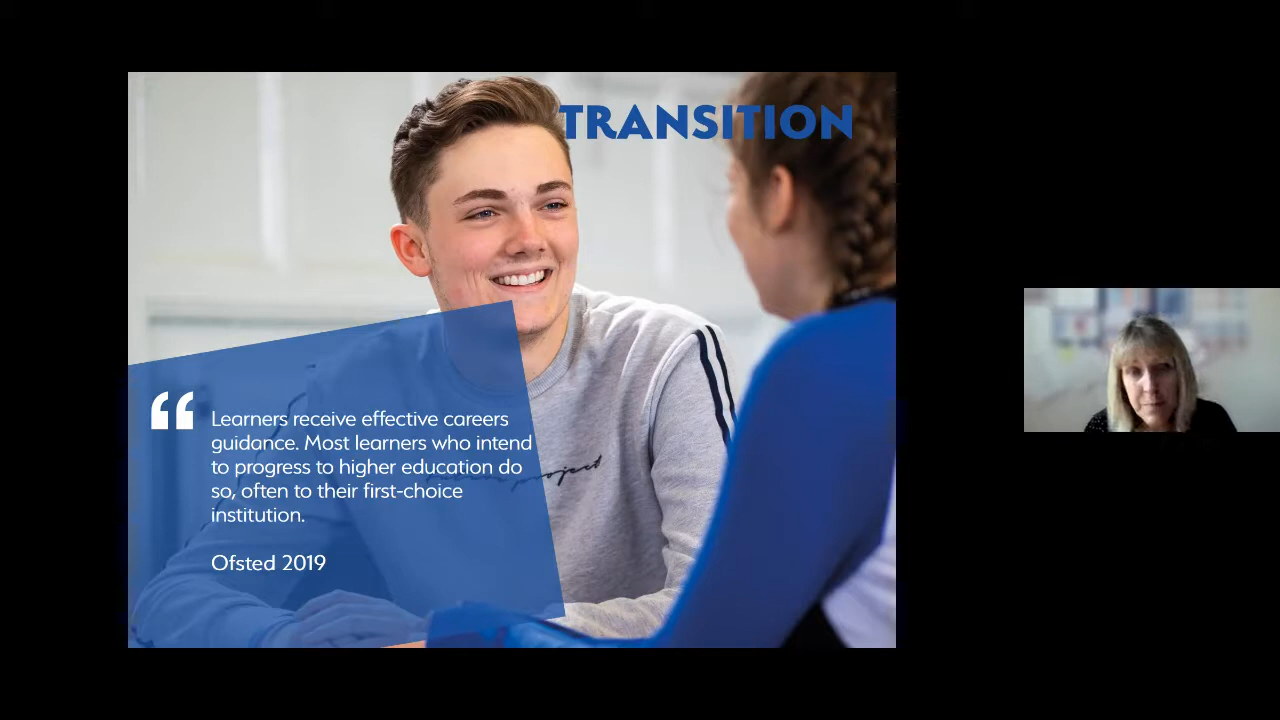 TRANSITION
“
Learners receive effective careers
guidance. Most learners who intend
to progress to higher education do
so, often to their first-choice
institution.
Ofsted 2019
project